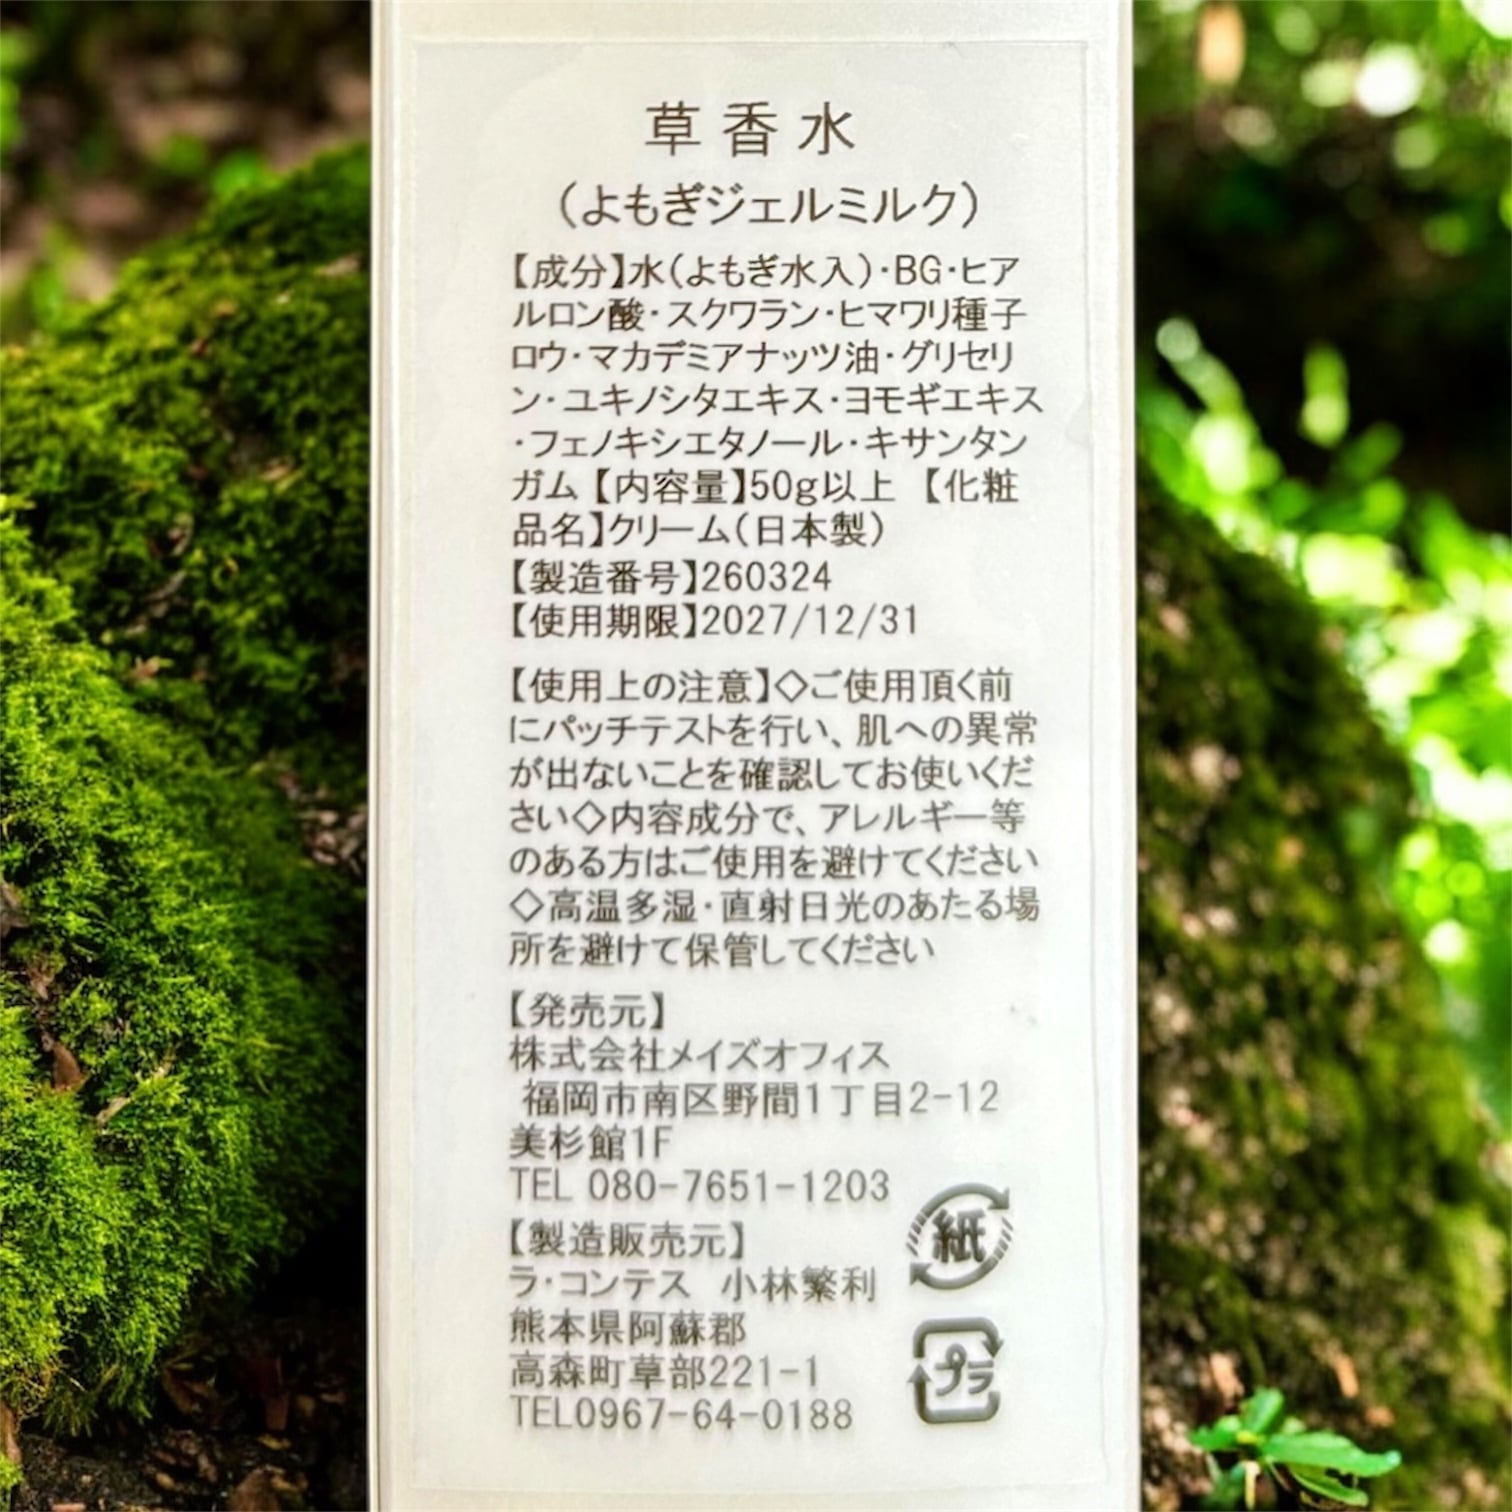 草香水
（よもぎジェルミルク）
【成分】水（よもぎ水入）・BG・ヒア
ルロン酸・スクワラン・ヒマワリ種子
ロウ・マカデミアナッツ油・グリセリ
ン・ユキノシタエキス・ヨモギエキス
・フェノキシエタノール・キサンタン
ガム【内容量】50g以上 【化粧
品名】クリーム（日本製）
【製造番号】260324
【使用期限】2027/12/31
【使用上の注意】◇ご使用頂く前
にパッチテストを行い、肌への異常
が出ないことを確認してお使いくだ
さい◇内容成分で、アレルギー等
のある方はご使用を避けてください
◇高温多湿・直射日光のあたる場
所を避けて保管してください
【発売元】
株式会社メイズオフィス
福岡市南区野間1丁目2-12
美杉館1F
TEL 080-7651-1203
【製造販売元】
ラ・コンテス 小林繁利
熊本県阿蘇郡
高森町草部221-1
TEL0967-64-0188
紙
プラ